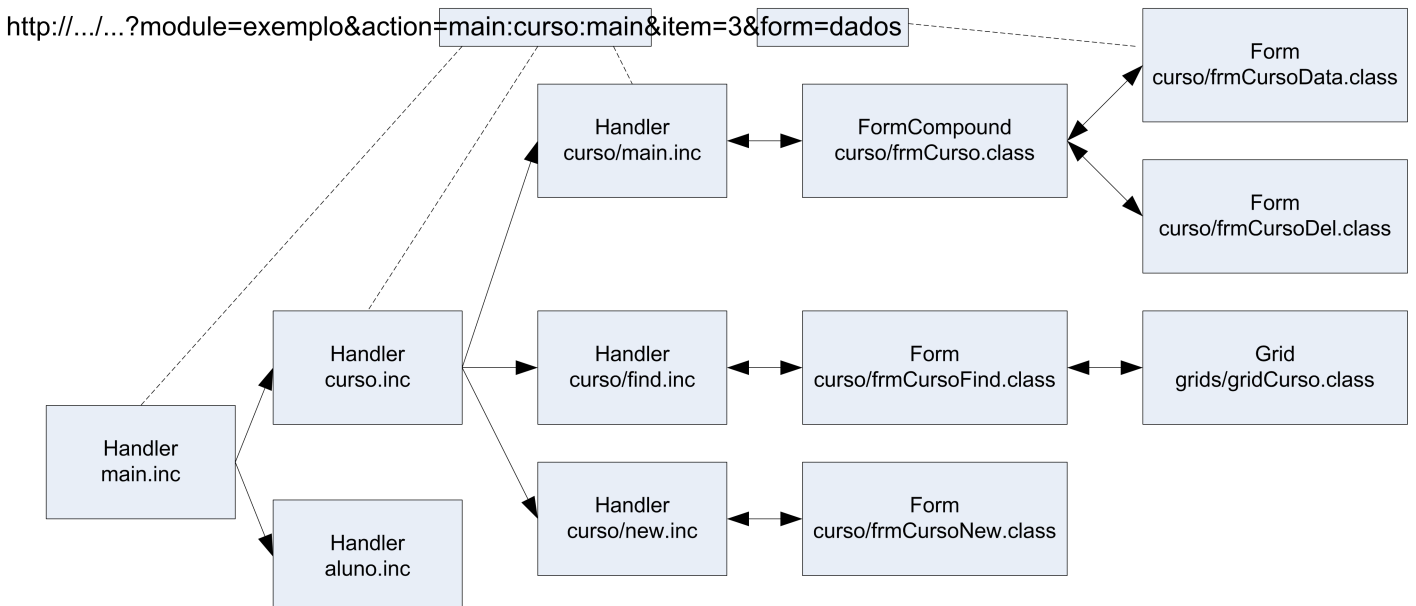 http://.../...?module=exemplo&action=main:curso:main&item=3&form=dados
Form
curso/frmCursoData.class
Handler
curso/main.inc
FormCompound
curso/frmCurso.class
Form
curso/frmCursoDel.class
Handler
curso.inc
Handler
curso/find.inc
Form
curso/frmCursoFind.class
Grid
grids/gridCurso.class
Handler
main.inc
Handler
curso/new.inc
Form
curso/frmCursoNew.class
Handler
aluno.inc